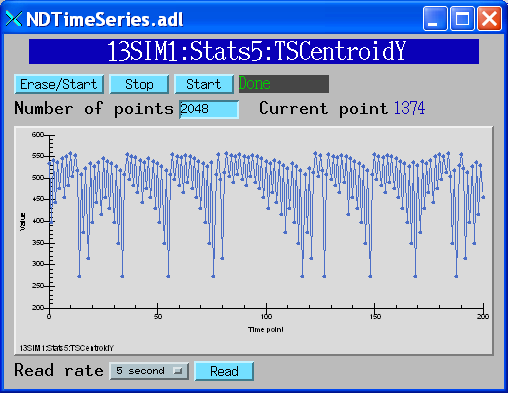 NDTimeSeries.adl
13SIM1:Stats5:TSCentroidY
Erase/Start Stop Start Done
Number of points 2048 Current point 1374
600
550
500
450
400
350
300
250
200
Value
0 50 100 150 200
Time point
13SIM1:Stats5:TSCentroidY
Read rate 5 second Read